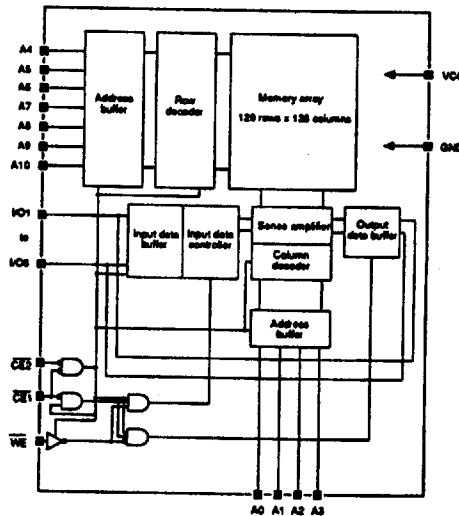 A4
A5
A6
A7
A8
A9
A10
Address
buffer
Row
decoder
Memory array
128 rows x 128 columns
VCC
GND
I/O1
to
I/O8
Input data
buffer
Input data
controller
Sense amplifier
Column
decoder
Output
data buffer
Address
buffer
CE2
CE1
WE
A0 A1 A2 A3